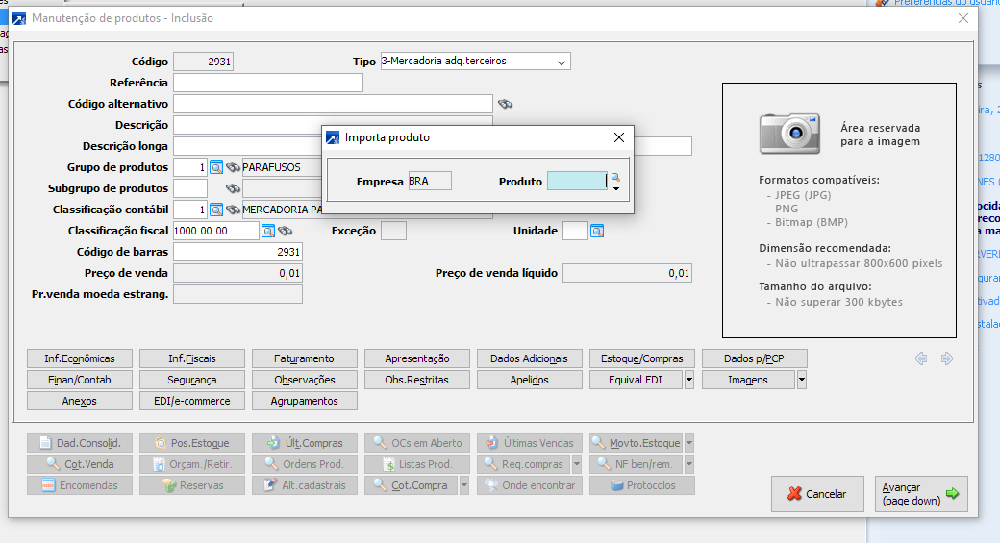 Preferências do usuário
Manutenção de produtos - Inclusão
Código 2931 Tipo 3-Mercadoria adq.terceiros
Referência
Código alternativo
Descrição
Descrição longa
Grupo de produtos 1 PARAFUSOS
Subgrupo de produtos
Classificação contábil 1 MERCADORIA PA
Classificação fiscal 1000.00.00 Exceção Unidade
Código de barras 2931
Preço de venda 0,01 Preço de venda líquido 0,01
Pr.venda moeda estrang.
Importa produto
Empresa BRA Produto
Área reservada
para a imagem
Formatos compatíveis:
- JPEG (JPG)
- PNG
- Bitmap (BMP)
Dimensão recomendada:
- Não ultrapassar 800x600 pixels
Tamanho do arquivo:
- Não superar 300 kbytes
Inf.Econômicas Inf.Fiscais Faturamento Apresentação Dados Adicionais Estoque/Compras Dados p/PCP
Finan/Contab Segurança Observações Obs.Restritas Apelidos Equival.EDI Imagens
Anexos EDI/e-commerce Agrupamentos
Dad.Consolid. Pos.Estoque Últ.Compras OCs em Aberto Últimas Vendas Movto.Estoque
Cot.Venda Orçam./Retir. Ordens Prod. Listas Prod. Req.compras NF ben/rem.
Encomendas Reservas Alt.cadastrais Cot.Compra Onde encontrar Protocolos
Cancelar
Avançar
(page down)